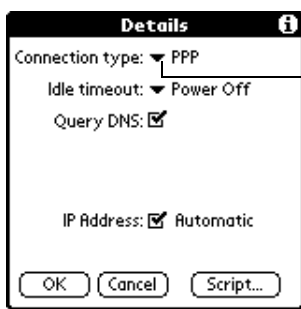 Details i
Connection type: PPP
Idle timeout: Power Off
Query DNS:
IP Address: Automatic
OK Cancel Script...